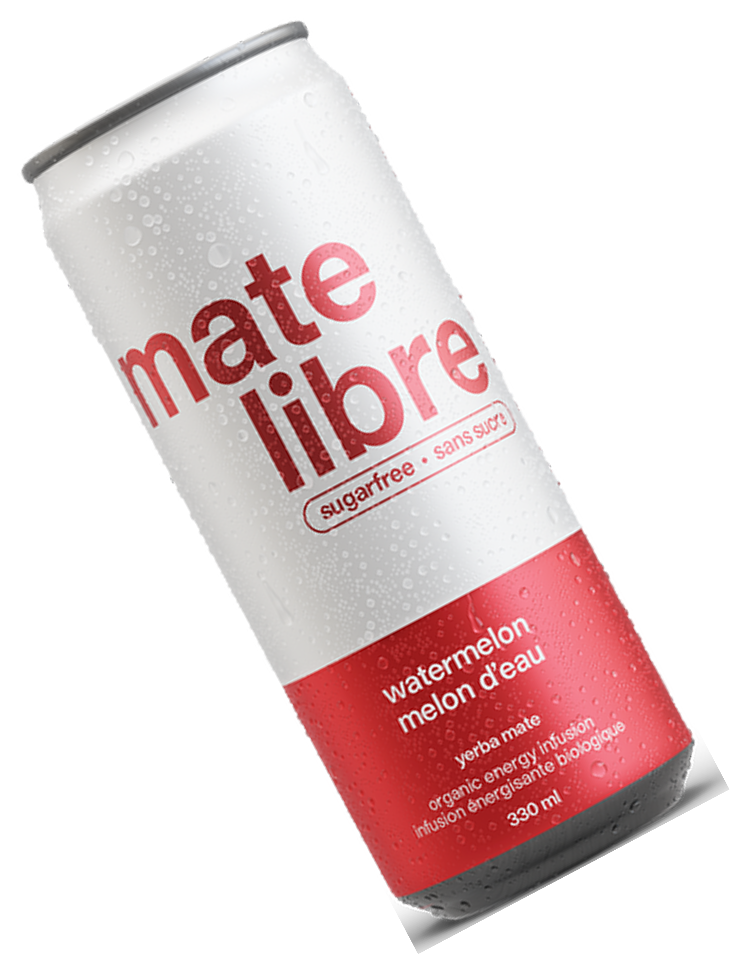 mate
libre
sugarfree • sans sucre
watermelon
melon d'eau
yerba mate
organic energy infusion
infusion énergisante biologique
330 ml